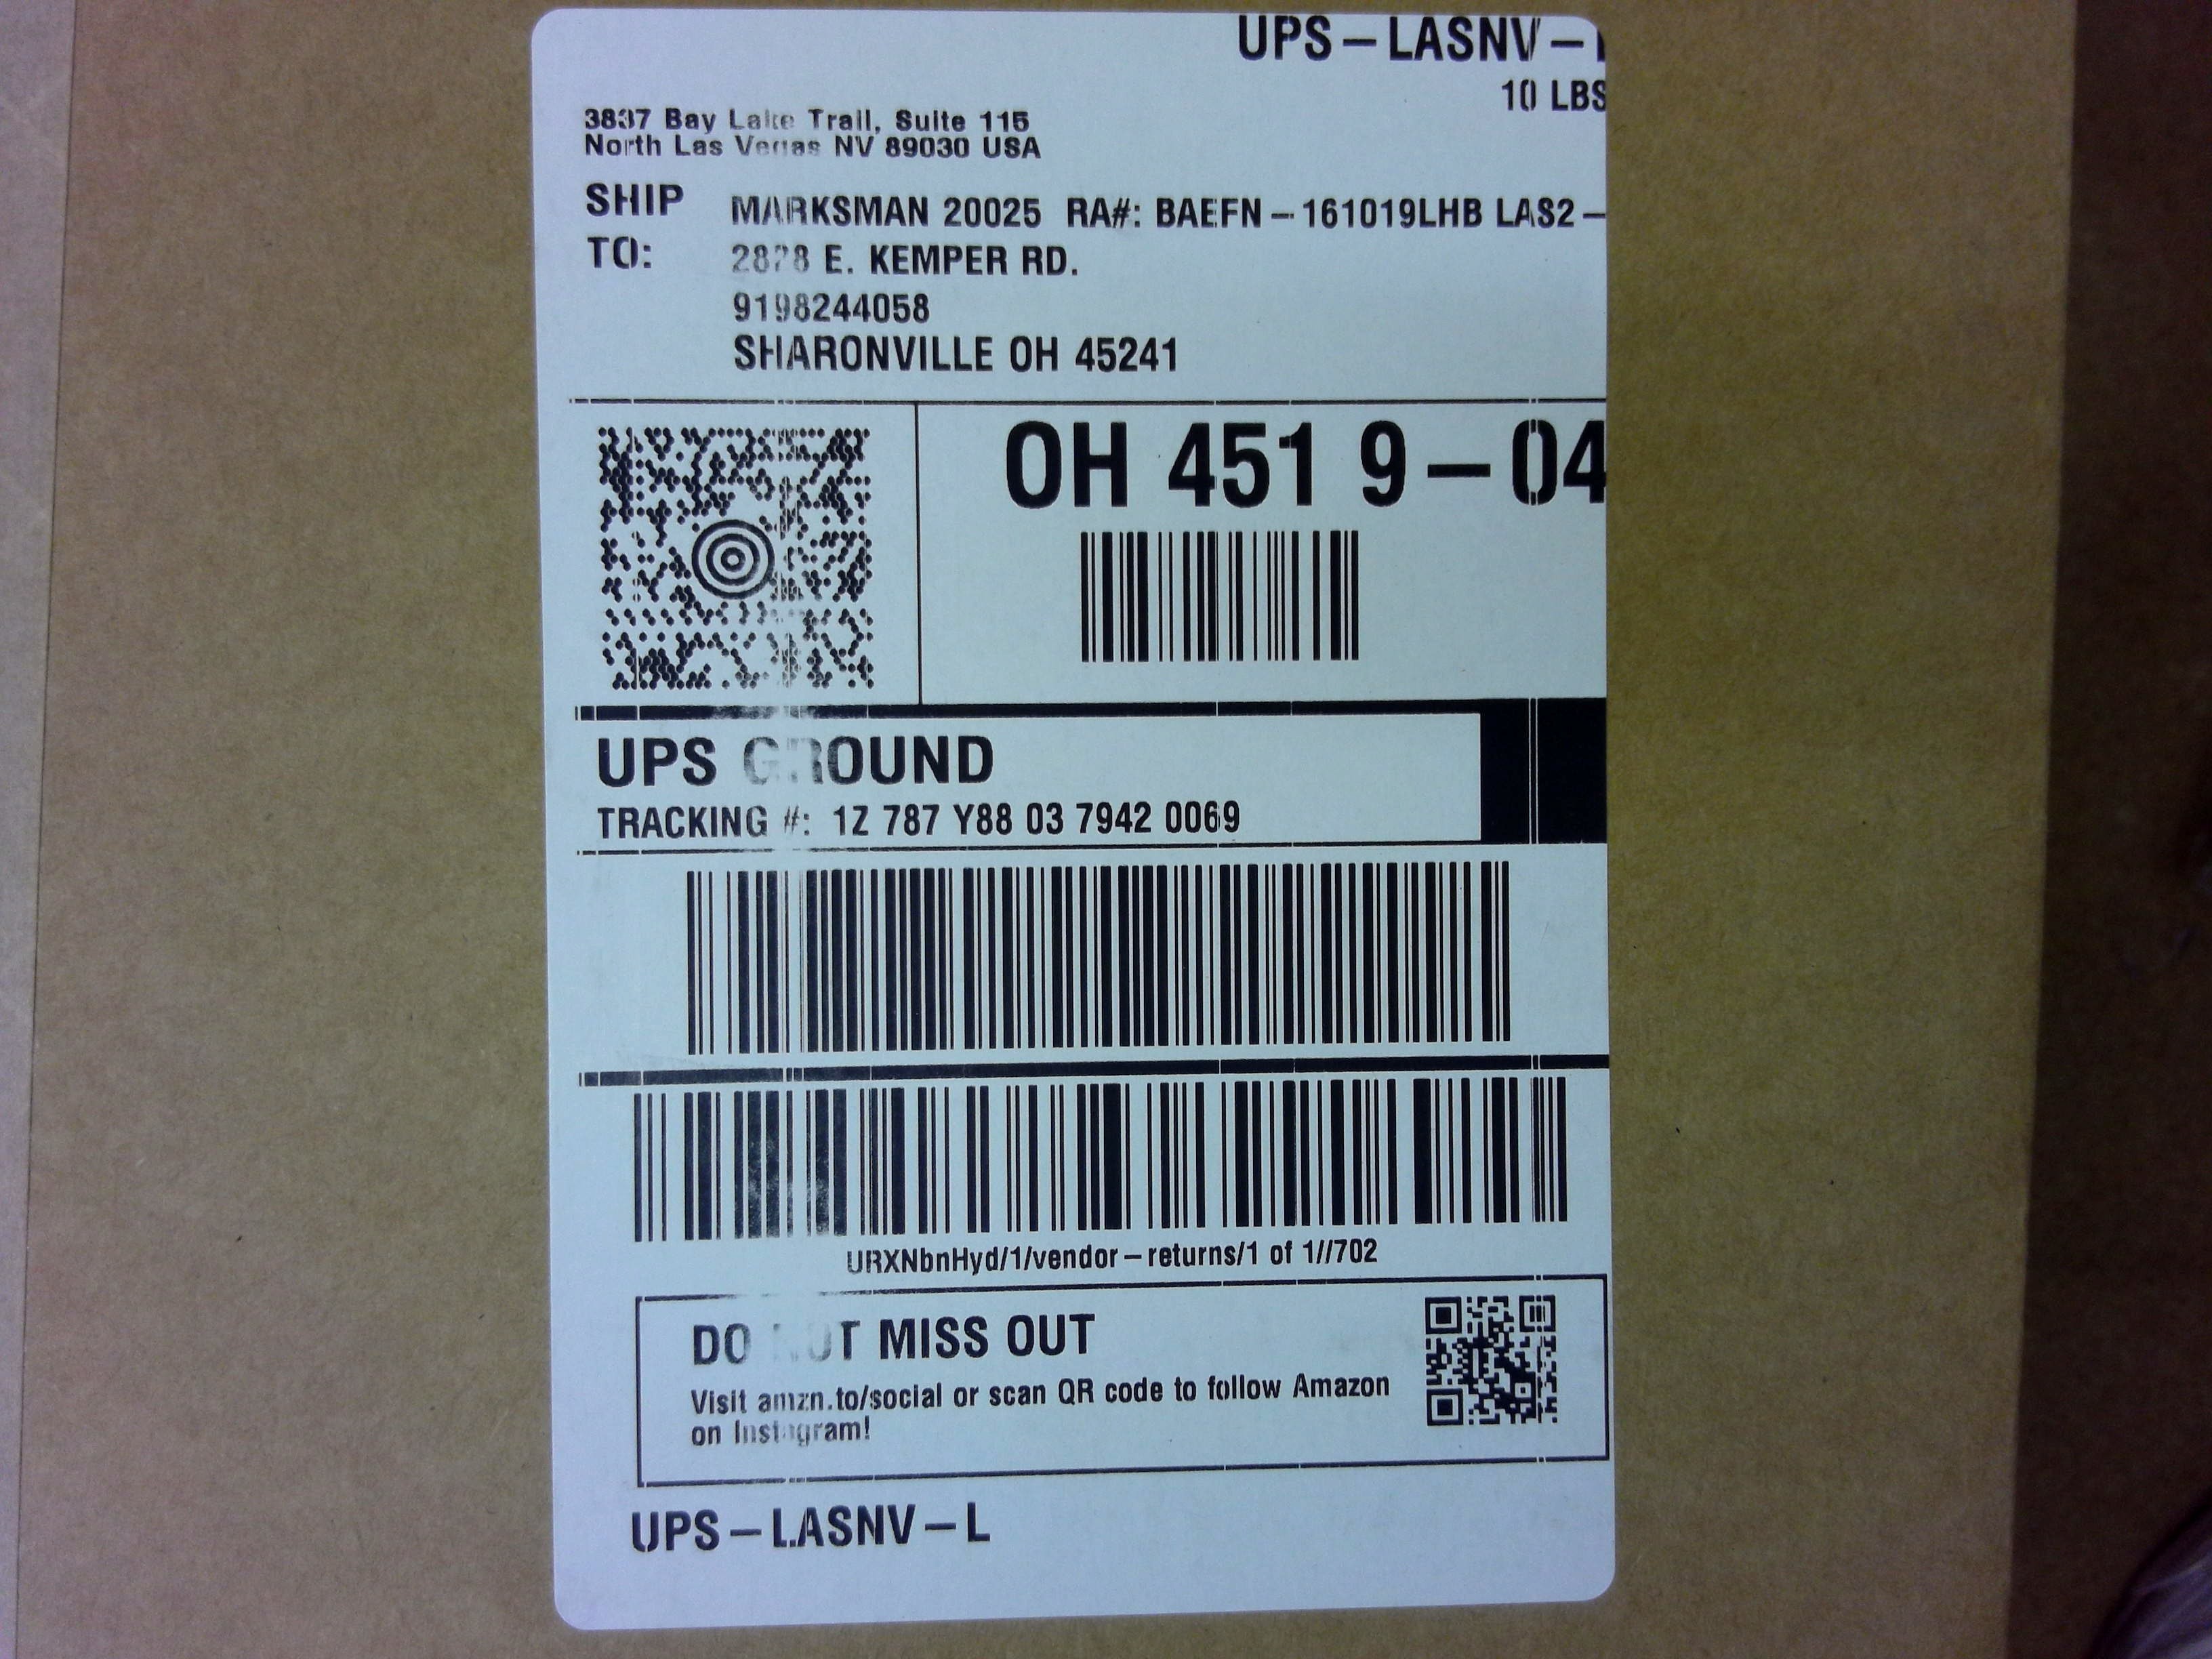 UPS – LASNV –
10 LBS
3837 Bay Lake Trail, Suite 115
North Las Vegas NV 89030 USA
SHIP TO:
MARKSMAN 20025 RA#: BAEFN – 161019LHB LAS2 –
2828 E. KEMPER RD.
9198244058
SHARONVILLE OH 45241
OH 451 9 – 04
UPS GROUND
TRACKING #: 1Z 787 Y88 03 7942 0069
URXNbnHyd/1/vendor – returns/1 of 1//702
DO NOT MISS OUT
Visit amzn.to/social or scan QR code to follow Amazon
on Instagram!
UPS – LASNV – L